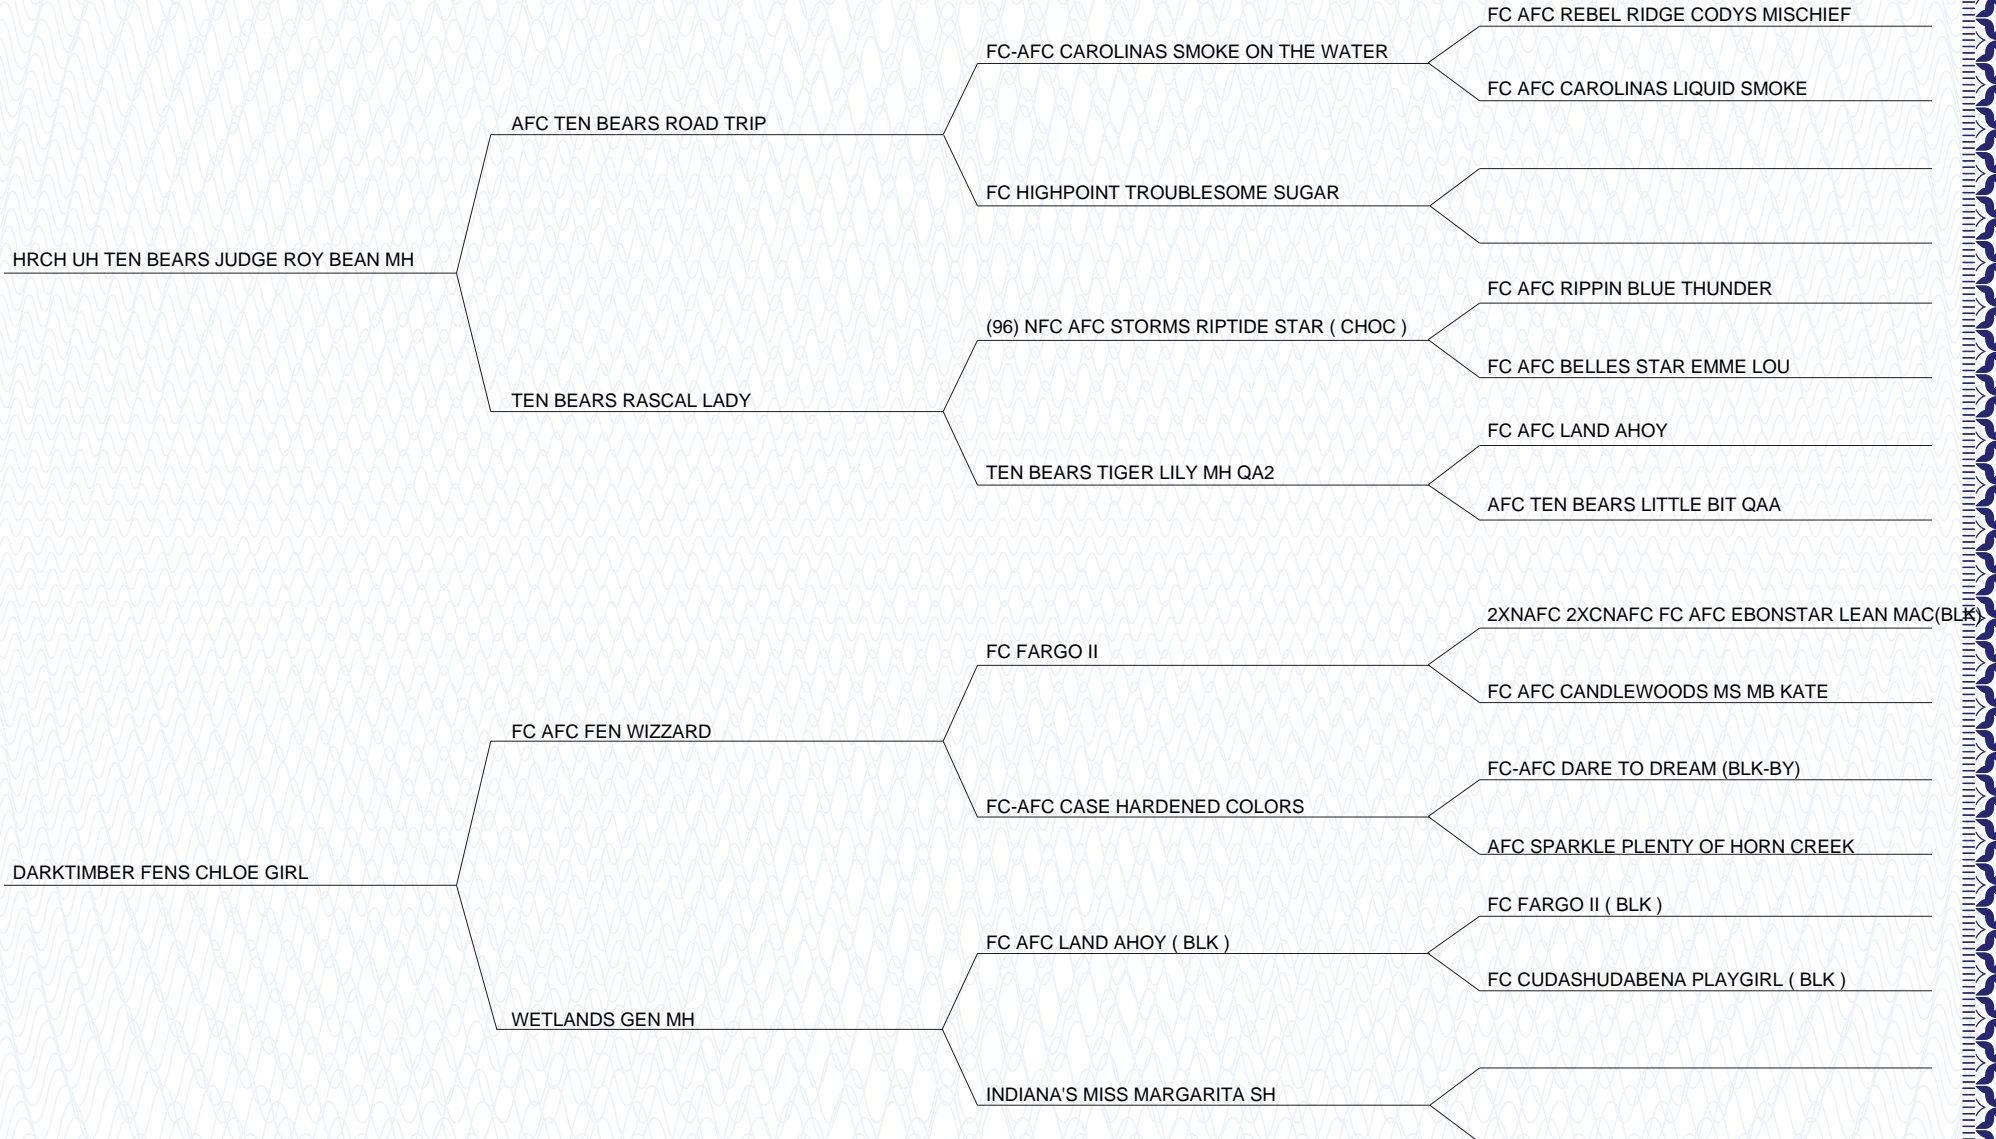 FC AFC REBEL RIDGE CODYS MISCHIEF
FC-AFC CAROLINAS SMOKE ON THE WATER
FC AFC CAROLINAS LIQUID SMOKE
AFC TEN BEARS ROAD TRIP
FC HIGHPOINT TROUBLESOME SUGAR
HRCH UH TEN BEARS JUDGE ROY BEAN MH
FC AFC RIPPIN BLUE THUNDER
(96) NFC AFC STORMS RIPTIDE STAR ( CHOC )
FC AFC BELLES STAR EMME LOU
TEN BEARS RASCAL LADY
FC AFC LAND AHOY
TEN BEARS TIGER LILY MH QA2
AFC TEN BEARS LITTLE BIT QAA
2XNAFC 2XCNAFC FC AFC EBONSTAR LEAN MAC(BLK)
FC FARGO II
FC AFC CANDLEWOODS MS MB KATE
FC AFC FEN WIZZARD
FC-AFC DARE TO DREAM (BLK-BY)
FC-AFC CASE HARDENED COLORS
AFC SPARKLE PLENTY OF HORN CREEK
DARKTIMBER FENS CHLOE GIRL
FC FARGO II ( BLK )
FC AFC LAND AHOY ( BLK )
FC CUDASHUDABENA PLAYGIRL ( BLK )
WETLANDS GEN MH
INDIANA'S MISS MARGARITA SH